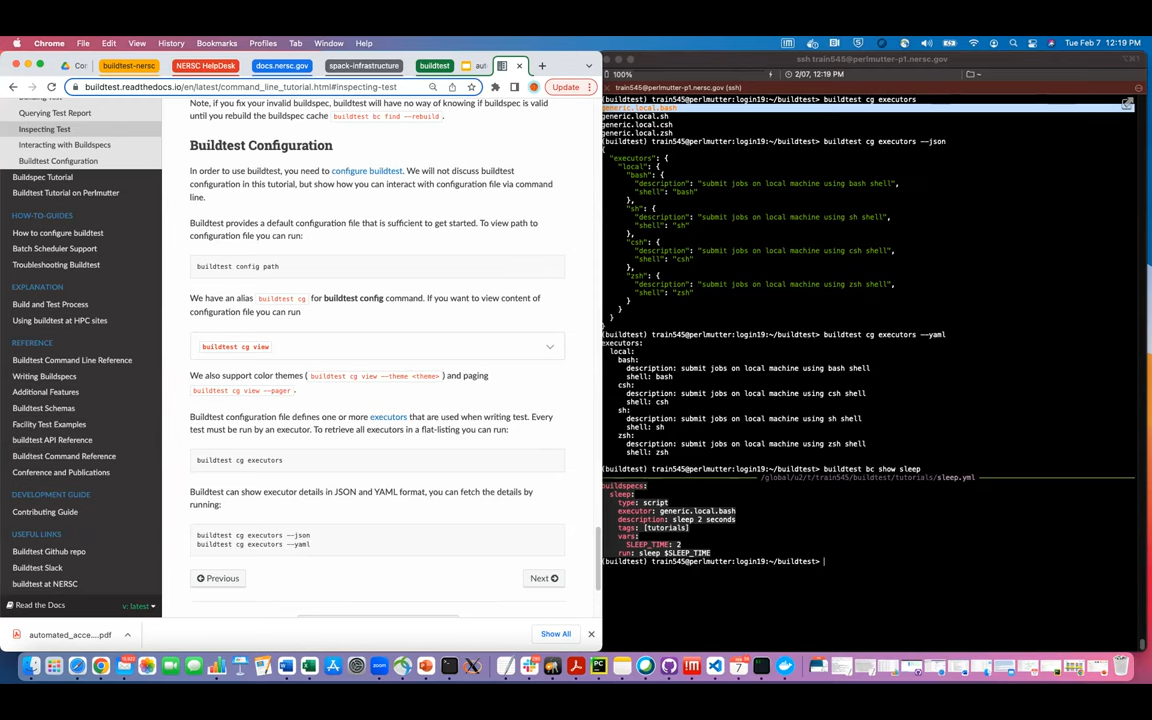 Chrome File Edit View History Bookmarks Profiles Tab Window Help Tue Feb 7 12:19 PM
Cor buildtest-nersc NERSC HelpDesk docs.nersc.gov spack-infrastructure buildtest au
buildtest.readthedocs.io/en/latest/command_line_tutorial.html#inspecting-test Update
Querying Test Report
Inspecting Test
Interacting with Buildspecs
Buildtest Configuration
Buildspec Tutorial
Buildtest Tutorial on Perlmutter
HOW-TO-GUIDES
How to configure buildtest
Batch Scheduler Support
Troubleshooting Buildtest
EXPLANATION
Build and Test Process
Using buildtest at HPC sites
REFERENCE
Buildtest Command Line Reference
Writing Buildspecs
Additional Features
Buildtest Schemas
Facility Test Examples
buildtest API Reference
Buildtest Command Reference
Conference and Publications
DEVELOPMENT GUIDE
Contributing Guide
USEFUL LINKS
Buildtest Github repo
Buildtest Slack
buildtest at NERSC
Read the Docs v: latest
Note, if you fix your invalid buildspec, buildtest will have no way of knowing if buildspec is valid
until you rebuild the buildspec cache buildtest bc find --rebuild .
Buildtest Configuration
In order to use buildtest, you need to configure buildtest. We will not discuss buildtest
configuration in this tutorial, but show how you can interact with configuration file via command
line.
Buildtest provides a default configuration file that is sufficient to get started. To view path to
configuration file you can run:
buildtest config path
We have an alias buildtest cg for buildtest config command. If you want to view content of
configuration file you can run
buildtest cg view
We also support color themes ( buildtest cg view --theme <theme> ) and paging
buildtest cg view --pager .
Buildtest configuration file defines one or more executors that are used when writing test. Every
test must be run by an executor. To retrieve all executors in a flat-listing you can run:
buildtest cg executors
Buildtest can show executor details in JSON and YAML format, you can fetch the details by
running:
buildtest cg executors --json
buildtest cg executors --yaml
Previous Next
automated_acce....pdf Show All
ssh train545@perlmutter-p1.nersc.gov
100% 2/07, 12:19 PM
train545@perlmutter-p1.nersc.gov (ssh)
(buildtest) train545@perlmutter:login19:~/buildtest> buildtest cg executors
generic.local.bash
generic.local.sh
generic.local.csh
generic.local.zsh
(buildtest) train545@perlmutter:login19:~/buildtest> buildtest cg executors --json
{
"executors": {
"local": {
"bash": {
"description": "submit jobs on local machine using bash shell",
"shell": "bash"
},
"sh": {
"description": "submit jobs on local machine using sh shell",
"shell": "sh"
},
"csh": {
"description": "submit jobs on local machine using csh shell",
"shell": "csh"
},
"zsh": {
"description": "submit jobs on local machine using zsh shell",
"shell": "zsh"
}
}
}
}
(buildtest) train545@perlmutter:login19:~/buildtest> buildtest cg executors --yaml
executors:
local:
bash:
description: submit jobs on local machine using bash shell
shell: bash
csh:
description: submit jobs on local machine using csh shell
shell: csh
sh:
description: submit jobs on local machine using sh shell
shell: sh
zsh:
description: submit jobs on local machine using zsh shell
shell: zsh
(buildtest) train545@perlmutter:login19:~/buildtest> buildtest bc show sleep
/global/u2/t/train545/buildtest/tutorials/sleep.yml
buildspecs:
sleep:
type: script
executor: generic.local.bash
description: sleep 2 seconds
tags: [tutorials]
vars:
SLEEP_TIME: 2
run: sleep $SLEEP_TIME
(buildtest) train545@perlmutter:login19:~/buildtest>